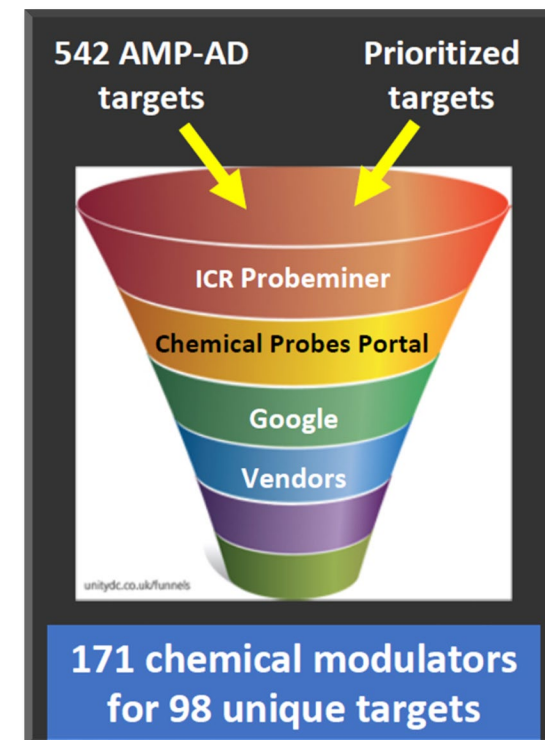 542 AMP-AD
targets
Prioritized
targets
ICR Probeminer
Chemical Probes Portal
Google
Vendors
unitydc.co.uk/funnels
171 chemical modulators
for 98 unique targets